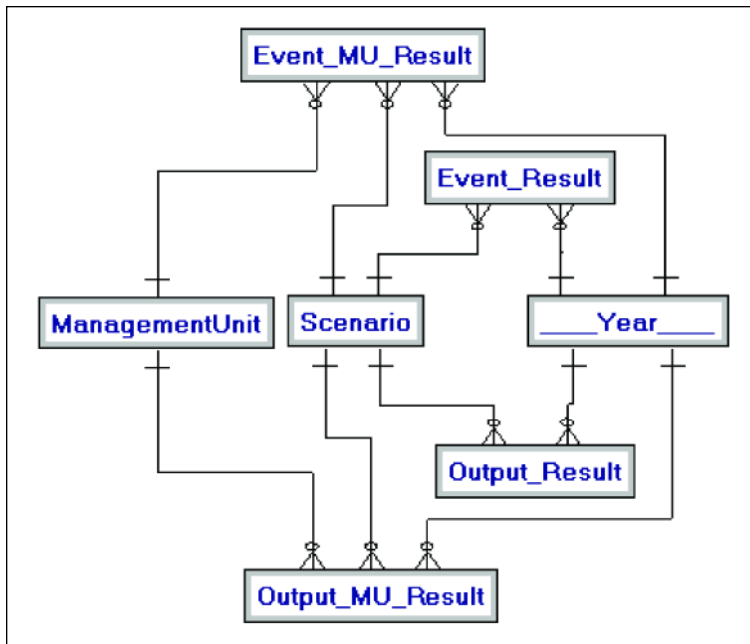 Event_MU_Result
Event_Result
ManagementUnit
Scenario
____Year____
Output_Result
Output_MU_Result